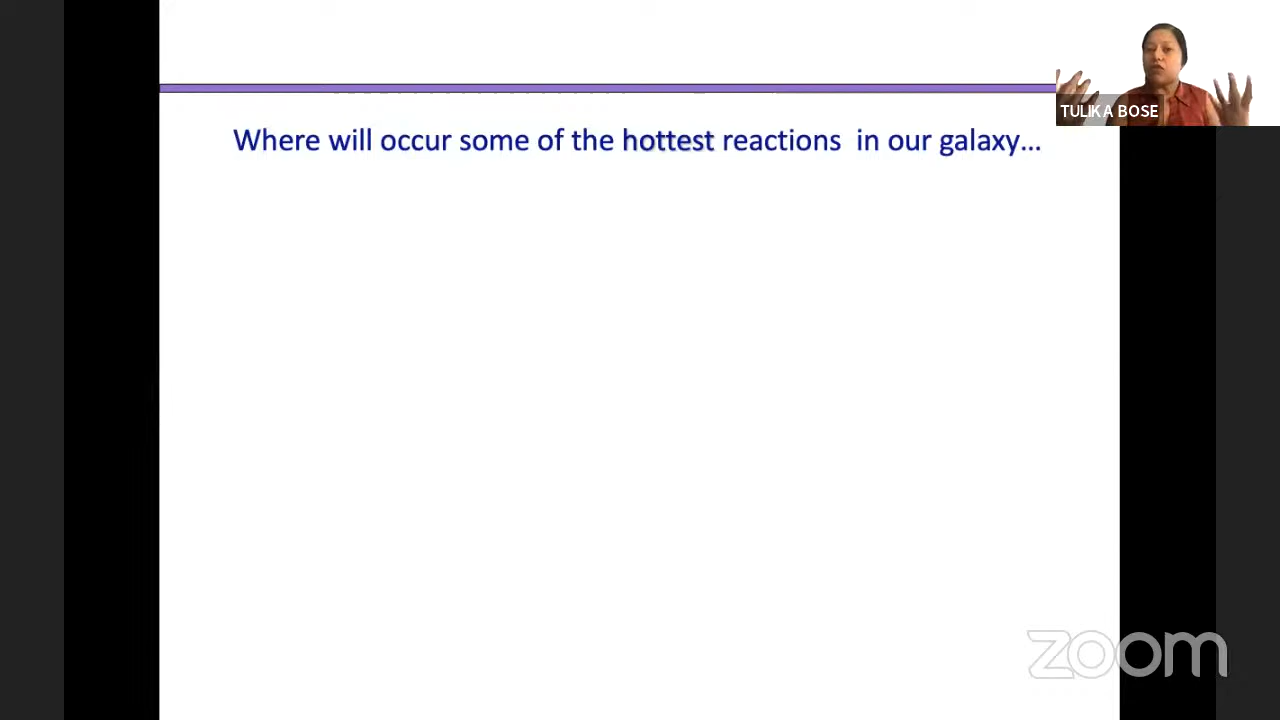 TULIKA BOSE
Where will occur some of the hottest reactions in our galaxy...
zoom